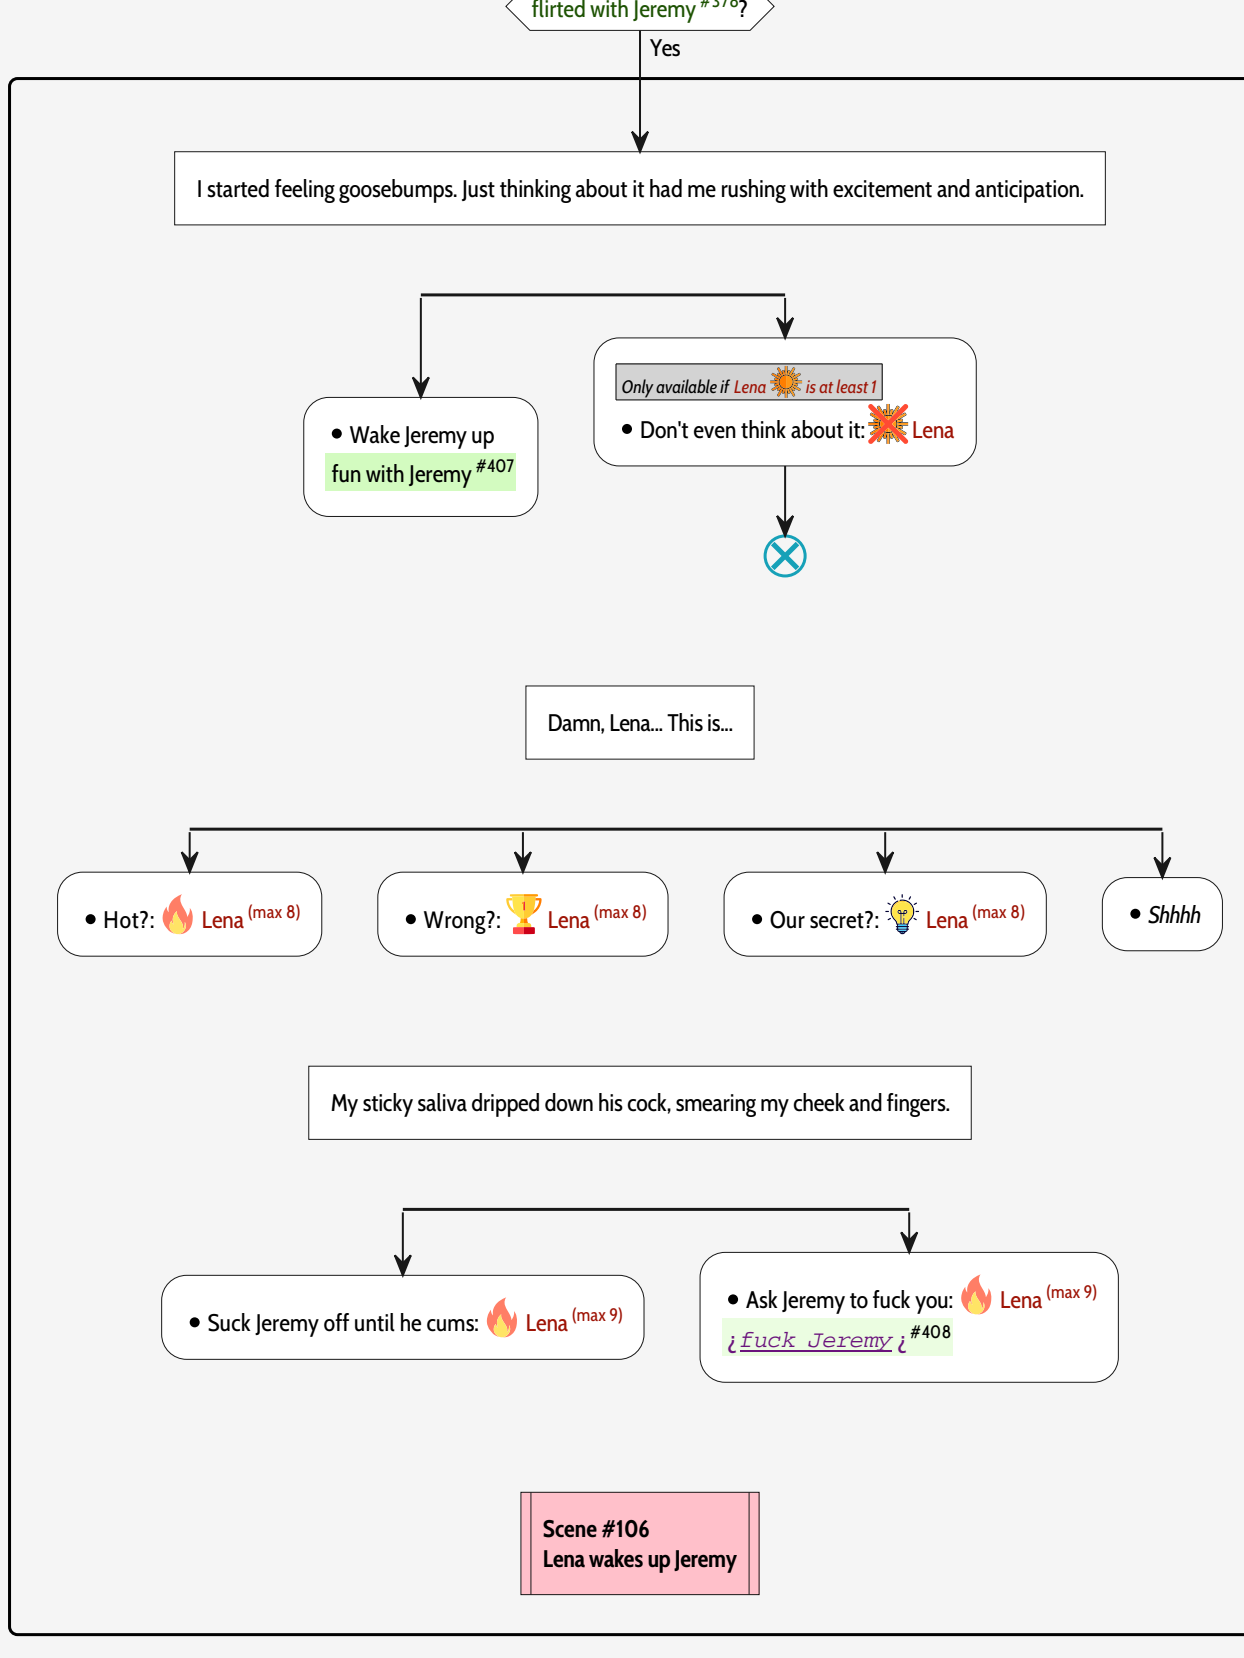 flirted with Jeremy #378?
Yes
I started feeling goosebumps. Just thinking about it had me rushing with excitement and anticipation.
Only available if Lena is at least 1
Don't even think about it: Lena
Wake Jeremy up
fun with Jeremy #407
Damn, Lena... This is...
Hot?: Lena (max 8)
Wrong?: Lena (max 8)
Our secret?: Lena (max 8)
Shhhh
My sticky saliva dripped down his cock, smearing my cheek and fingers.
Suck Jeremy off until he cums: Lena (max 9)
Ask Jeremy to fuck you: Lena (max 9)
¿fuck Jeremy¿ #408
Scene #106
Lena wakes up Jeremy